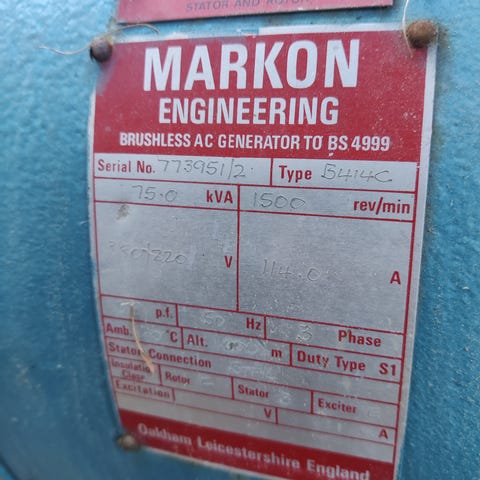 STATOR AND ROTOR
MARKON
ENGINEERING
BRUSHLESS AC GENERATOR TO BS 4999
Serial No. 773951/2 Type B414C
75.0 kVA 1500 rev/min
380/220 V 114.0 A
p.f. 50 Hz 3 Phase
Amb. °C Alt. m Duty Type S1
Stator Connection
Insulation Class Rotor Stator Exciter
Excitation V A
Oakham Leicestershire England